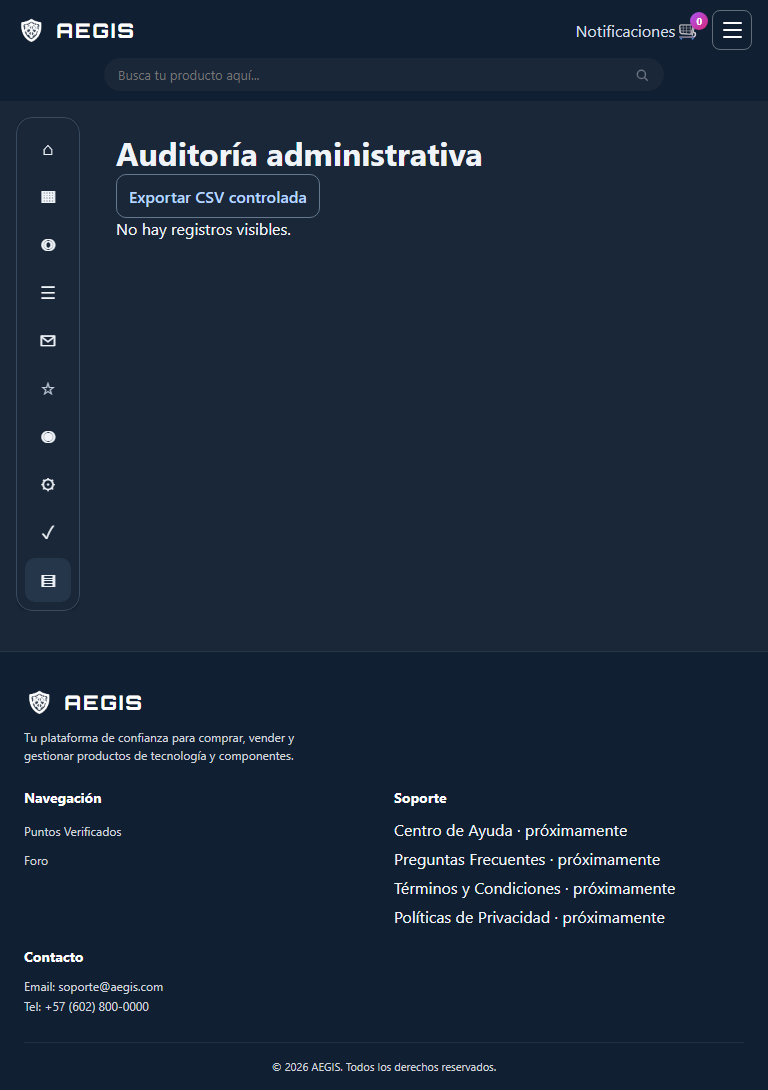 AEGIS
Notificaciones
0
Busca tu producto aquí...
Auditoría administrativa
Exportar CSV controlada
No hay registros visibles.
AEGIS
Tu plataforma de confianza para comprar, vender y
gestionar productos de tecnología y componentes.
Navegación
Puntos Verificados
Foro
Soporte
Centro de Ayuda · próximamente
Preguntas Frecuentes · próximamente
Términos y Condiciones · próximamente
Políticas de Privacidad · próximamente
Contacto
Email: soporte@aegis.com
Tel: +57 (602) 800-0000
© 2026 AEGIS. Todos los derechos reservados.